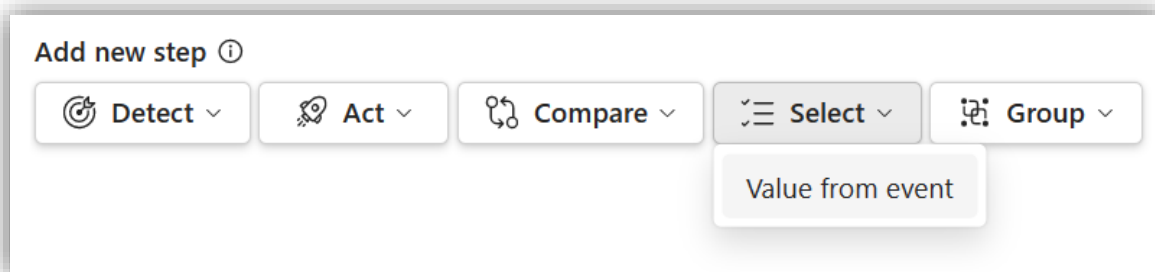 Add new step
Detect
Act
Compare
Select
Group
Value from event